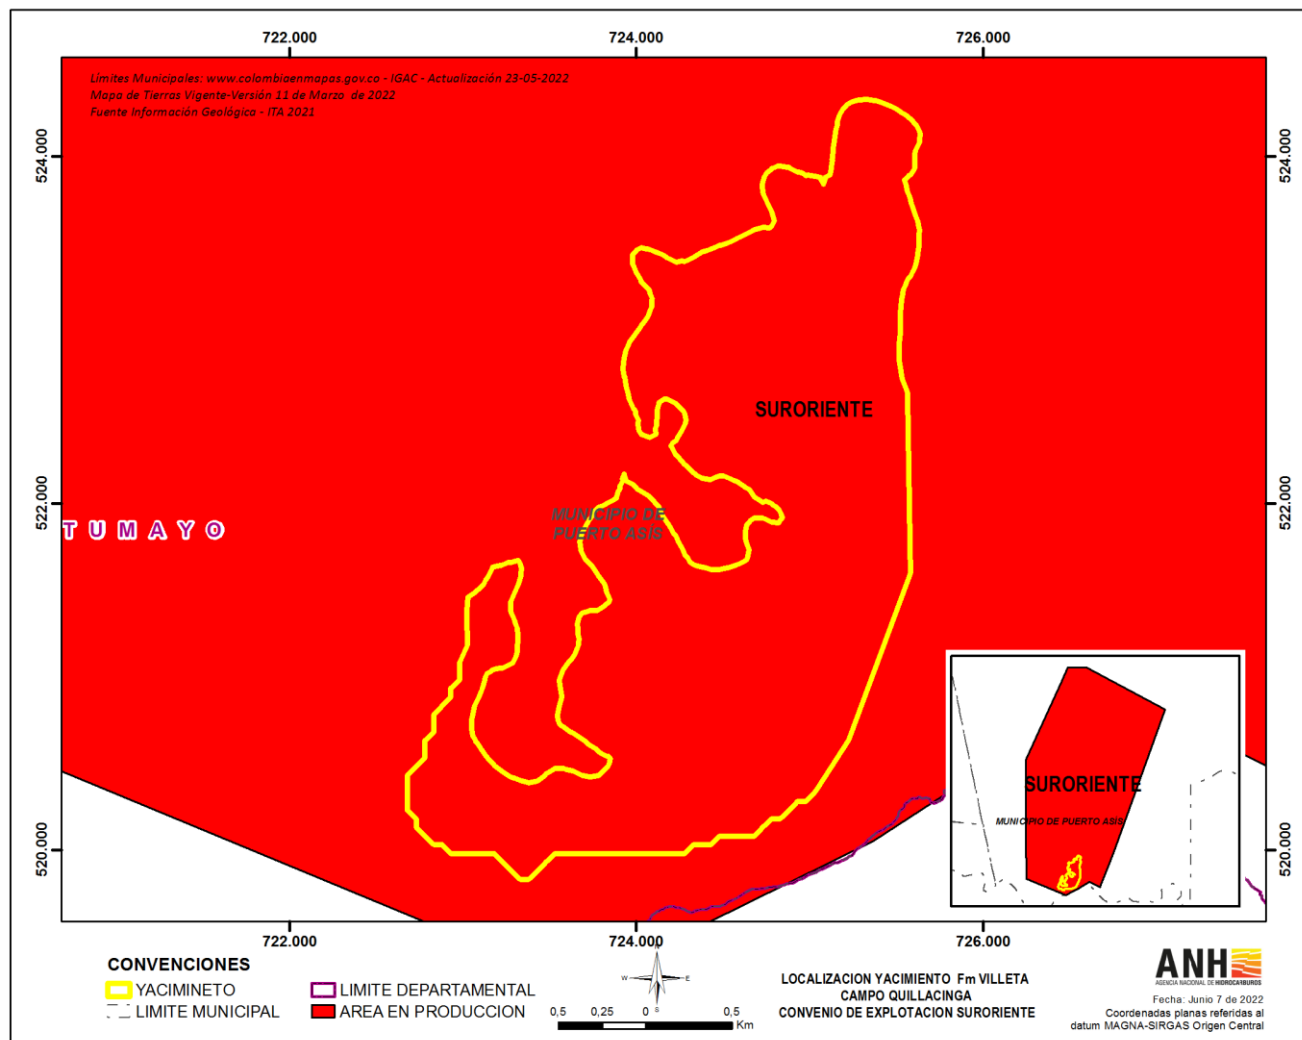 722.000
724.000
726.000
Limites Municipales: www.colombiaenmapas.gov.co - IGAC - Actualización 23-05-2022
Mapa de Tierras Vigente-Versión 11 de Marzo de 2022
Fuente Información Geológica - ITA 2021
524.000
524.000
SURORIENTE
522.000
522.000
MUNICIPIO DE
PUERTO ASÍS
TUMAYO
SURORIENTE
MUNICIPIO DE PUERTO ASÍS
520.000
520.000
722.000
724.000
726.000
CONVENCIONES
YACIMINETO
LIMITE DEPARTAMENTAL
LIMITE MUNICIPAL
AREA EN PRODUCCION
W
E
S
0,5 0,25 0 0,5
Km
LOCALIZACION YACIMIENTO Fm VILLETA
CAMPO QUILLACINGA
CONVENIO DE EXPLOTACION SURORIENTE
ANH
AGENCIA NACIONAL DE HIDROCARBUROS
Fecha: Junio 7 de 2022
Coordenadas planas referidas al
datum MAGNA-SIRGAS Origen Central